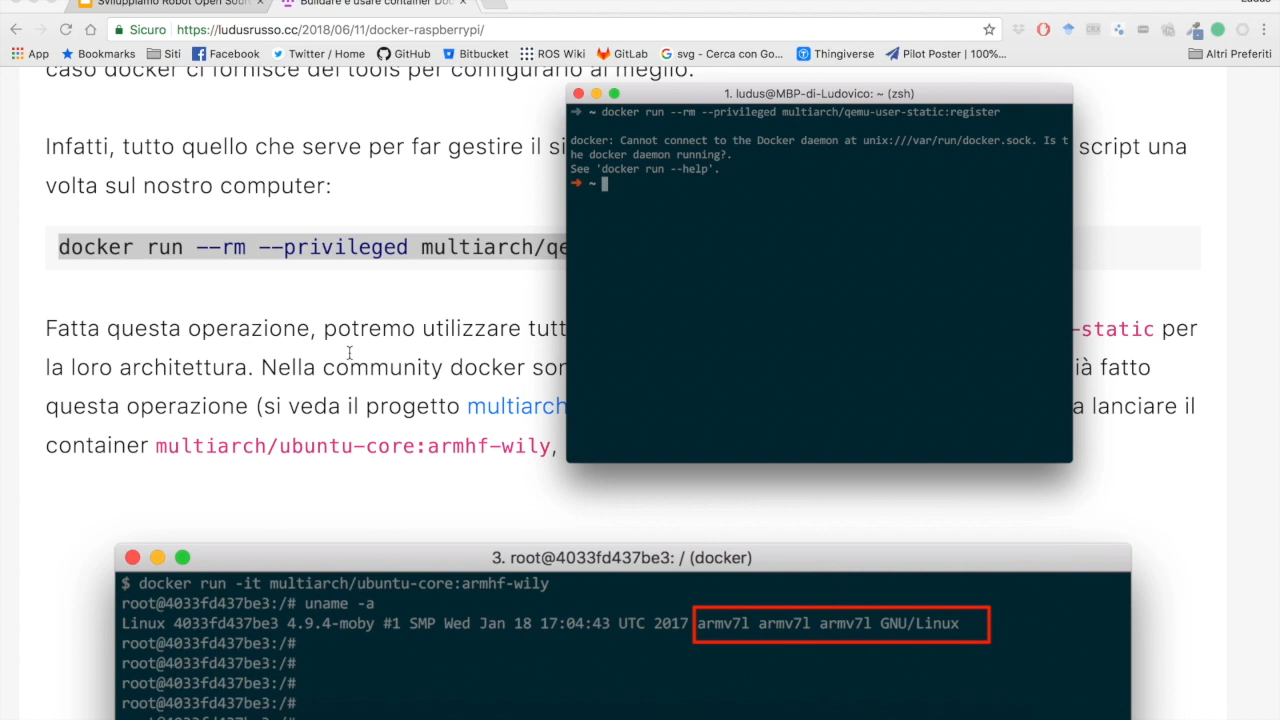 Sviluppiamo Robot Open Sourc
Buildare e usare container Doc
Ludus
Sicuro https://ludusrusso.cc/2018/06/11/docker-raspberrypi/
App Bookmarks Siti Facebook Twitter / Home GitHub Bitbucket ROS Wiki GitLab svg - Cerca con Go... Thingiverse Pilot Poster | 100%... Altri Preferiti
caso docker ci fornisce dei tools per configurarlo al meglio.
1. ludus@MBP-di-Ludovico: ~ (zsh)
➜ ~ docker run --rm --privileged multiarch/qemu-user-static:register
docker: Cannot connect to the Docker daemon at unix:///var/run/docker.sock. Is t
he docker daemon running?.
See 'docker run --help'.
➜ ~
Infatti, tutto quello che serve per far gestire il si script una
volta sul nostro computer:
docker run --rm --privileged multiarch/qe
Fatta questa operazione, potremo utilizzare tutt -static per
la loro architettura. Nella community docker sor ià fatto
questa operazione (si veda il progetto multiarch a lanciare il
container multiarch/ubuntu-core:armhf-wily,
3. root@4033fd437be3: / (docker)
$ docker run -it multiarch/ubuntu-core:armhf-wily
root@4033fd437be3:/# uname -a
Linux 4033fd437be3 4.9.4-moby #1 SMP Wed Jan 18 17:04:43 UTC 2017 armv7l armv7l armv7l GNU/Linux
root@4033fd437be3:/#
root@4033fd437be3:/#
root@4033fd437be3:/#
root@4033fd437be3:/#
root@4033fd437be3:/#